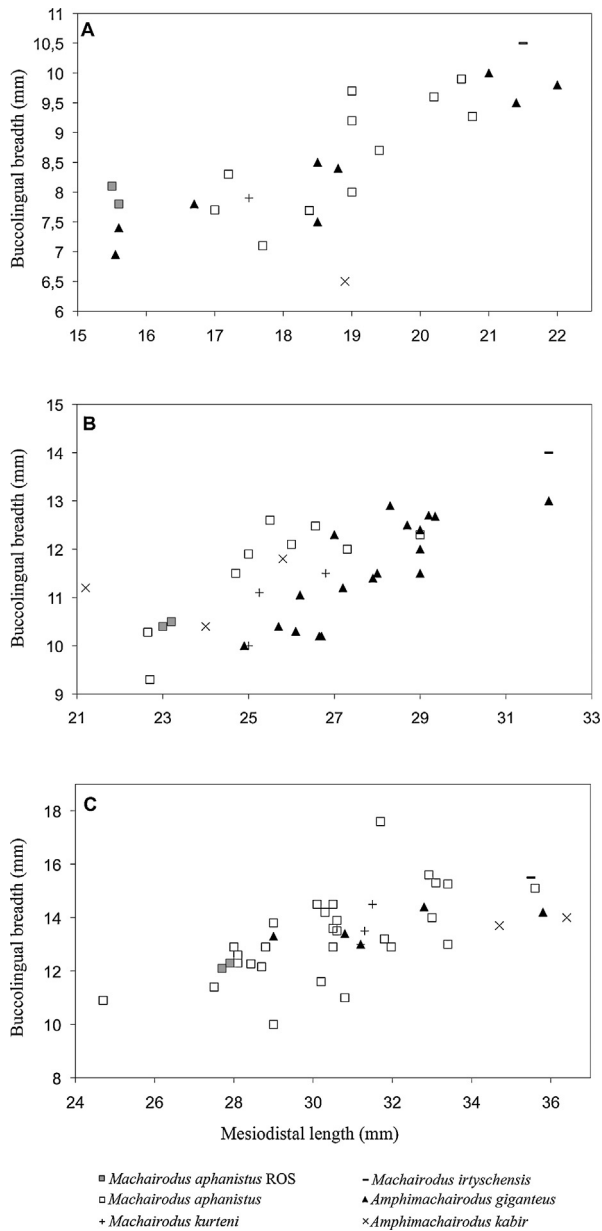 A
Buccolingual breadth (mm)
11
10,5
10
9,5
9
8,5
8
7,5
7
6,5
6
15 16 17 18 19 20 21 22
B
Buccolingual breadth (mm)
15
14
13
12
11
10
9
21 23 25 27 29 31 33
C
Buccolingual breadth (mm)
18
16
14
12
10
8
24 26 28 30 32 34 36
Mesiodistal length (mm)
Machairodus aphanistus ROS
Machairodus aphanistus
Machairodus kurteni
Machairodus irtyschensis
Amphimachairodus giganteus
Amphimachairodus kabir